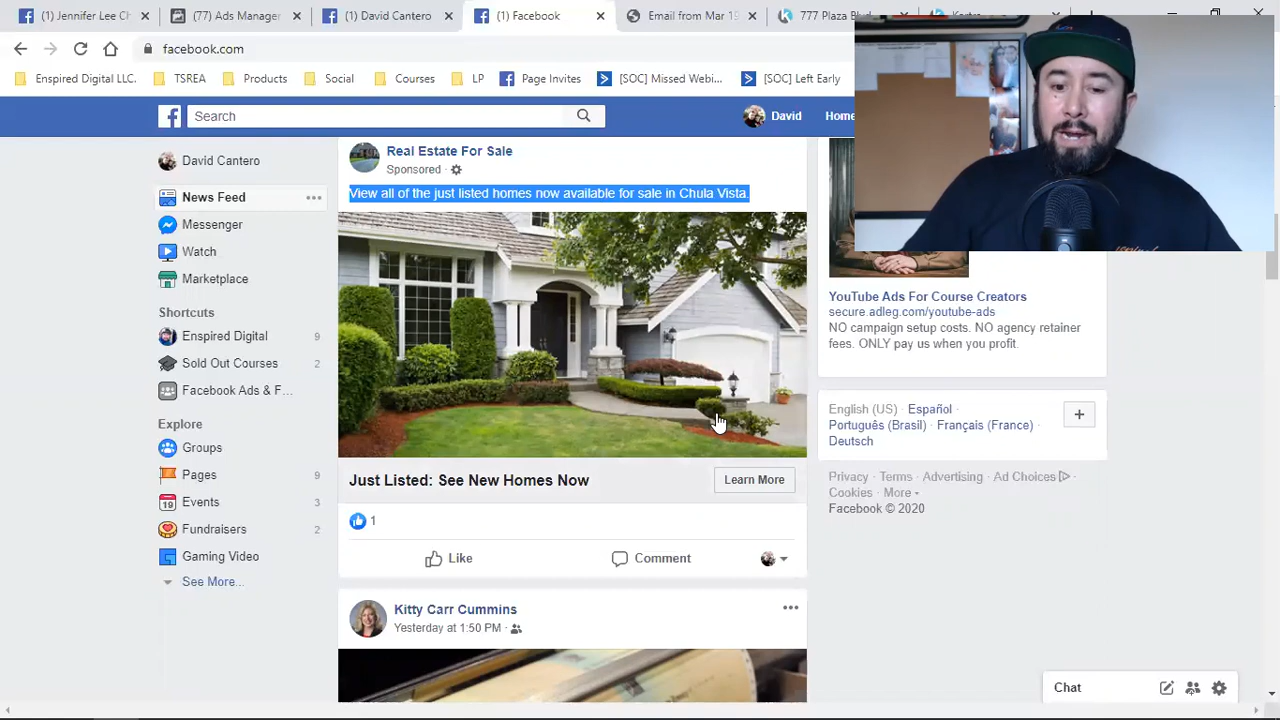 (1) Jennifer Lee
Ad Manager
(1) David Cantero
(1) Facebook
Email from Mar 1
777 Plaza B
facebook.com
Enspired Digital LLC.
TSREA
Products
Social
Courses
LP
Page Invites
[SOC] Missed Webi...
[SOC] Left Early
Search
David
Home
David Cantero
News Feed
Messenger
Watch
Marketplace
Shortcuts
Enspired Digital 9
Sold Out Courses 2
Facebook Ads & F...
Explore
Groups
Pages 9
19
Events 3
Fundraisers 2
Gaming Video
See More...
Real Estate For Sale
Sponsored
View all of the just listed homes now available for sale in Chula Vista.
Just Listed: See New Homes Now
Learn More
1
Like
Comment
Kitty Carr Cummins
Yesterday at 1:50 PM
YouTube Ads For Course Creators
secure.adleg.com/youtube-ads
NO campaign setup costs. NO agency retainer
fees. ONLY pay us when you profit.
English (US) · Español ·
Português (Brasil) · Français (France) ·
Deutsch
Privacy · Terms · Advertising · Ad Choices ·
Cookies · More
Facebook © 2020
Chat